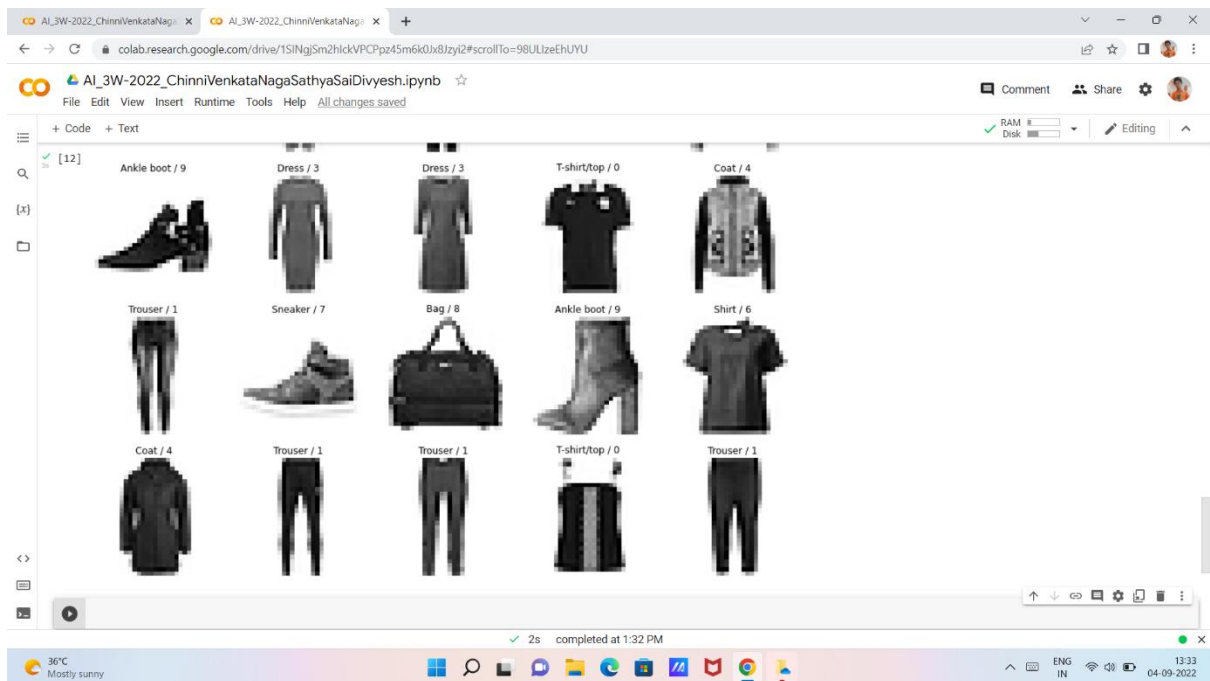 AI_3W-2022_ChinniVenkataNaga
AI_3W-2022_ChinniVenkataNaga
colab.research.google.com/drive/1SINgjSm2hIckVPCPpz45m6k0Jx8Jzyi2#scrollTo=98ULIzeEhUYU
AI_3W-2022_ChinniVenkataNagaSathyaSaiDivyesh.ipynb
Comment Share
File Edit View Insert Runtime Tools Help All changes saved
+ Code + Text
RAM
Disk
Editing
[12]
2s
Ankle boot / 9 Dress / 3 Dress / 3 T-shirt/top / 0 Coat / 4
{x}
Trouser / 1 Sneaker / 7 Bag / 8 Ankle boot / 9 Shirt / 6
Coat / 4 Trouser / 1 Trouser / 1 T-shirt/top / 0 Trouser / 1
2s completed at 1:32 PM
36°C
Mostly sunny
ENG
IN
13:33
04-09-2022